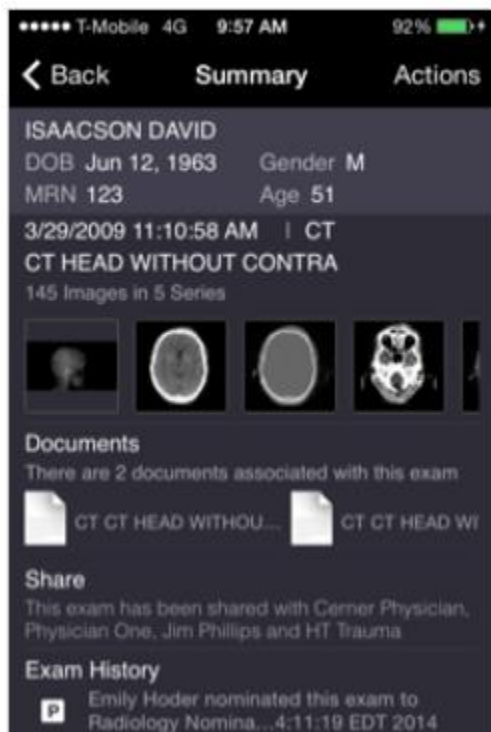 T-Mobile 4G 9:57 AM 92%
Back Summary Actions
ISAACSON DAVID
DOB Jun 12, 1963 Gender M
MRN 123 Age 51
3/29/2009 11:10:58 AM | CT
CT HEAD WITHOUT CONTRA
145 Images in 5 Series
Documents
There are 2 documents associated with this exam
CT CT HEAD WITHOU... CT CT HEAD WI
Share
This exam has been shared with Cerner Physician,
Physician One, Jim Phillips and HT Trauma
Exam History
P Emily Hoder nominated this exam to
Radiology Nomina...4:11:19 EDT 2014